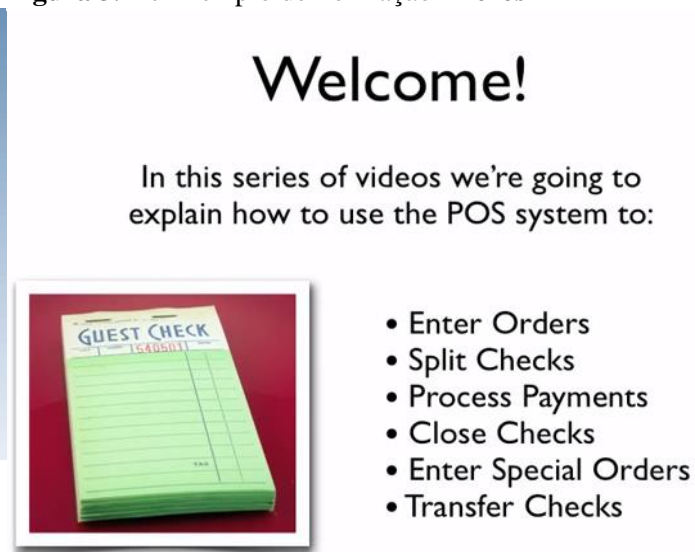 Welcome!
In this series of videos we're going to
explain how to use the POS system to:
GUEST CHECK
540501
TAX
• Enter Orders
• Split Checks
• Process Payments
• Close Checks
• Enter Special Orders
• Transfer Checks